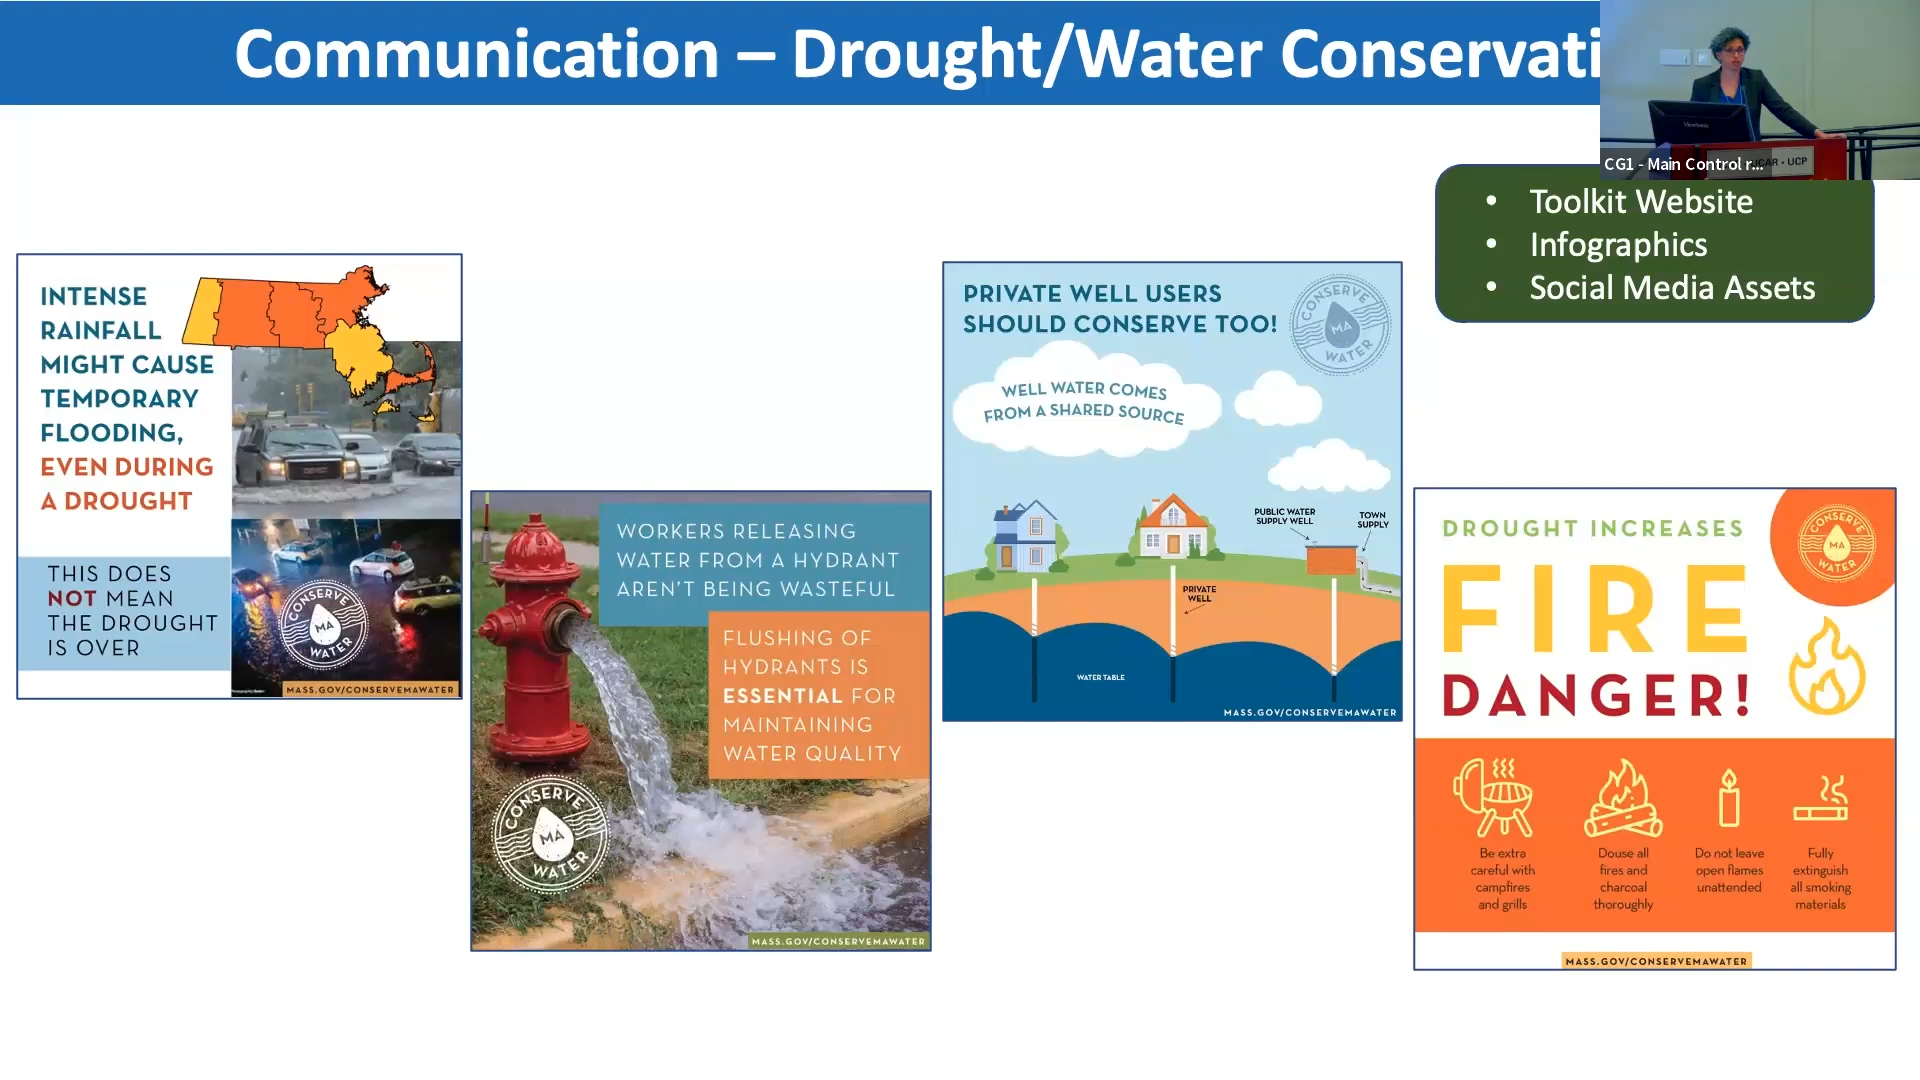 Communication – Drought/Water Conservati
CG1 - Main Control r...
UCAR • UCP
ViewSonic
• Toolkit Website
• Infographics
• Social Media Assets
INTENSE
RAINFALL
MIGHT CAUSE
TEMPORARY
FLOODING,
EVEN DURING
A DROUGHT
THIS DOES
NOT MEAN
THE DROUGHT
IS OVER
CONSERVE
MA
WATER
MASS.GOV/CONSERVEMAWATER
WORKERS RELEASING
WATER FROM A HYDRANT
AREN'T BEING WASTEFUL
FLUSHING OF
HYDRANTS IS
ESSENTIAL FOR
MAINTAINING
WATER QUALITY
CONSERVE
MA
WATER
MASS.GOV/CONSERVEMAWATER
PRIVATE WELL USERS
SHOULD CONSERVE TOO!
CONSERVE
MA
WATER
WELL WATER COMES
FROM A SHARED SOURCE
PUBLIC WATER
SUPPLY WELL
TOWN
SUPPLY
PRIVATE
WELL
WATER TABLE
MASS.GOV/CONSERVEMAWATER
DROUGHT INCREASES
FIRE
DANGER!
CONSERVE
MA
WATER
Be extra
careful with
campfires
and grills
Douse all
fires and
charcoal
thoroughly
Do not leave
open flames
unattended
Fully
extinguish
all smoking
materials
MASS.GOV/CONSERVEMAWATER